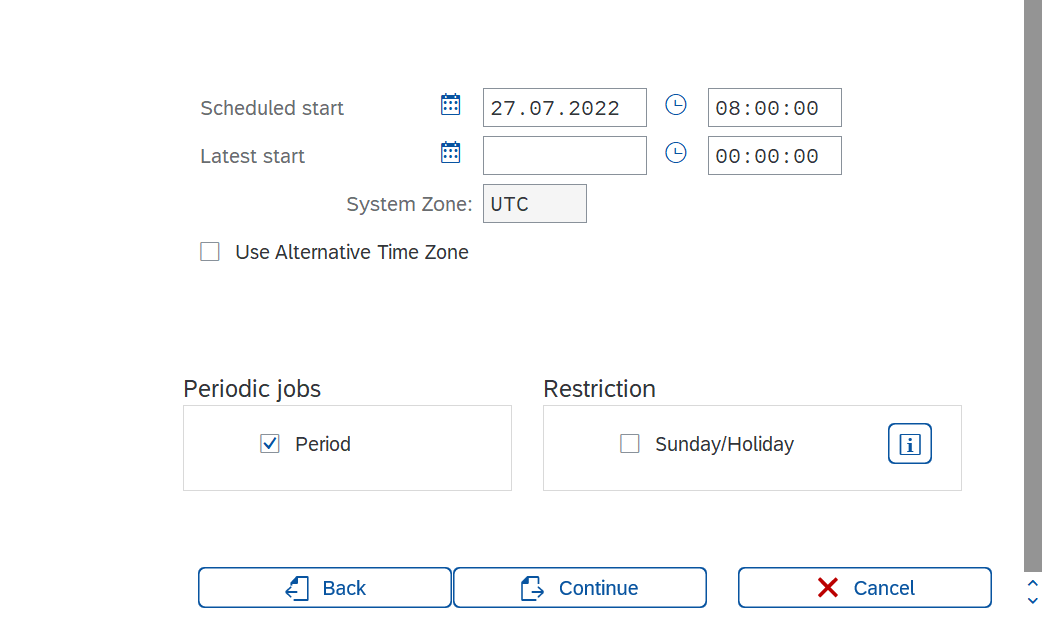 Scheduled start 27.07.2022 08:00:00
Latest start 00:00:00
System Zone: UTC
Use Alternative Time Zone
Periodic jobs Restriction
Period Sunday/Holiday i
Back Continue Cancel